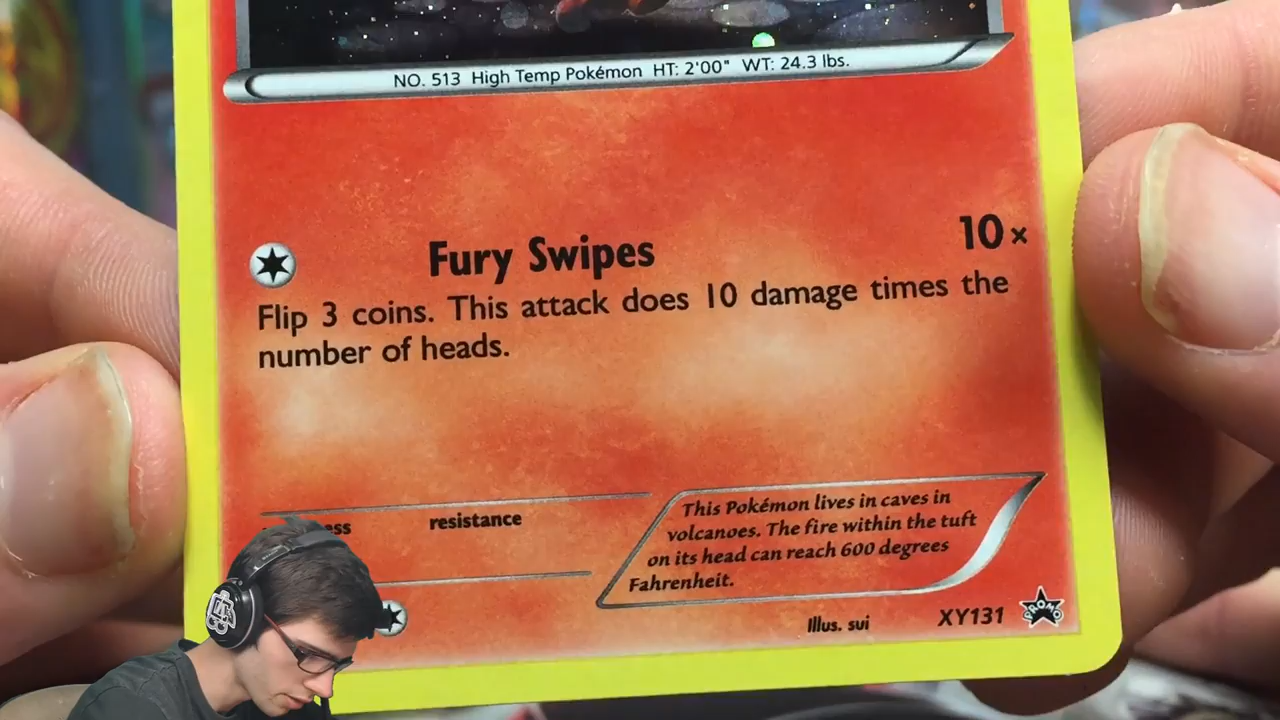 NO. 513 High Temp Pokémon HT: 2'00" WT: 24.3 lbs.
Fury Swipes 10×
Flip 3 coins. This attack does 10 damage times the
number of heads.
resistance
This Pokémon lives in caves in
volcanoes. The fire within the tuft
on its head can reach 600 degrees
Fahrenheit.
Illus. sui XY131 PROMO